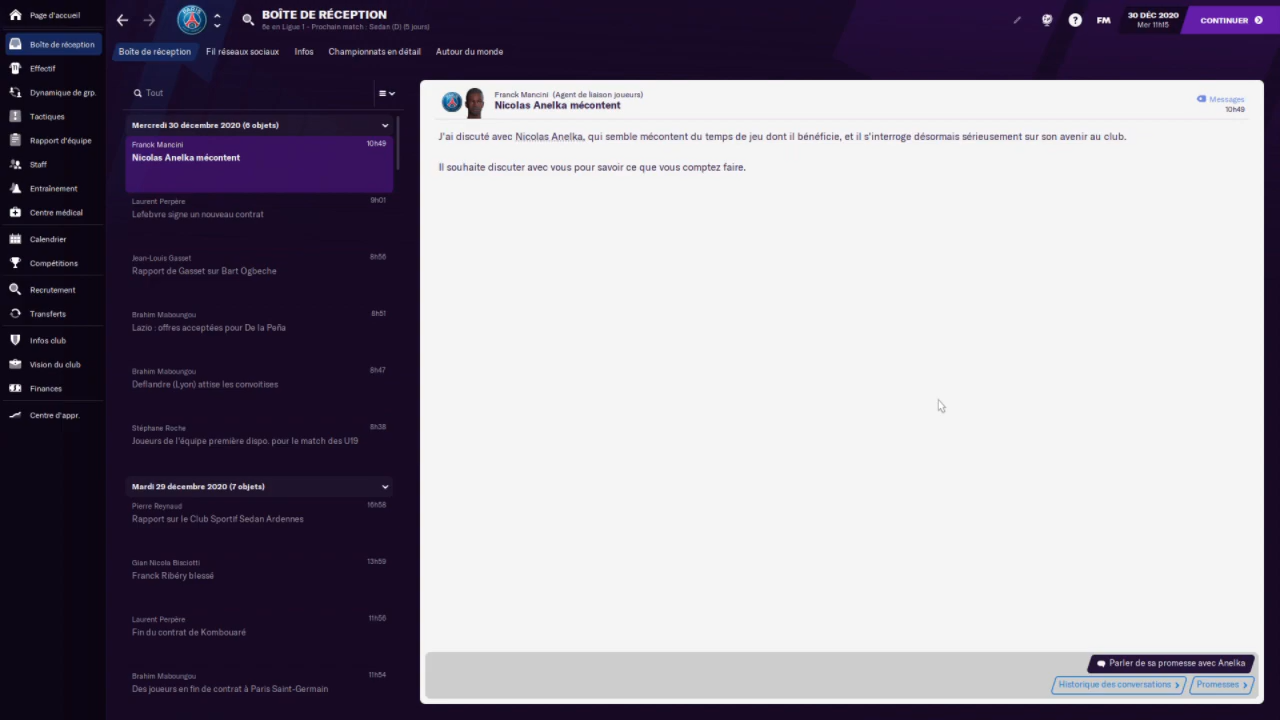 Page d'accueil
Boîte de réception
Effectif
Dynamique de grp.
Tactiques
Rapport d'équipe
Staff
Entraînement
Centre médical
Calendrier
Compétitions
Recrutement
Transferts
Infos club
Vision du club
Finances
Centre d'appr.
BOÎTE DE RÉCEPTION
6e en Ligue 1 - Prochain match : Sedan (D) (5 jours)
FM
30 DÉC 2020
Mer 11h15
CONTINUER
Boîte de réception
Fil réseaux sociaux
Infos
Championnats en détail
Autour du monde
Tout
Mercredi 30 décembre 2020 (6 objets)
Franck Mancini 10h49
Nicolas Anelka mécontent
Laurent Perpère 9h01
Lefebvre signe un nouveau contrat
Jean-Louis Gasset 8h56
Rapport de Gasset sur Bart Ogbeche
Brahim Maboungou 8h51
Lazio : offres acceptées pour De la Peña
Brahim Maboungou 8h47
Deflandre (Lyon) attise les convoitises
Stéphane Roche 8h38
Joueurs de l'équipe première dispo. pour le match des U19
Mardi 29 décembre 2020 (7 objets)
Pierre Reynaud 16h58
Rapport sur le Club Sportif Sedan Ardennes
Gian Nicola Bisciotti 13h59
Franck Ribéry blessé
Laurent Perpère 11h56
Fin du contrat de Kombouaré
Brahim Maboungou 11h54
Des joueurs en fin de contrat à Paris Saint-Germain
Franck Mancini (Agent de liaison joueurs)
Nicolas Anelka mécontent
Messages
10h49
J'ai discuté avec Nicolas Anelka, qui semble mécontent du temps de jeu dont il bénéficie, et il s'interroge désormais sérieusement sur son avenir au club.
Il souhaite discuter avec vous pour savoir ce que vous comptez faire.
Parler de sa promesse avec Anelka
Historique des conversations
Promesses